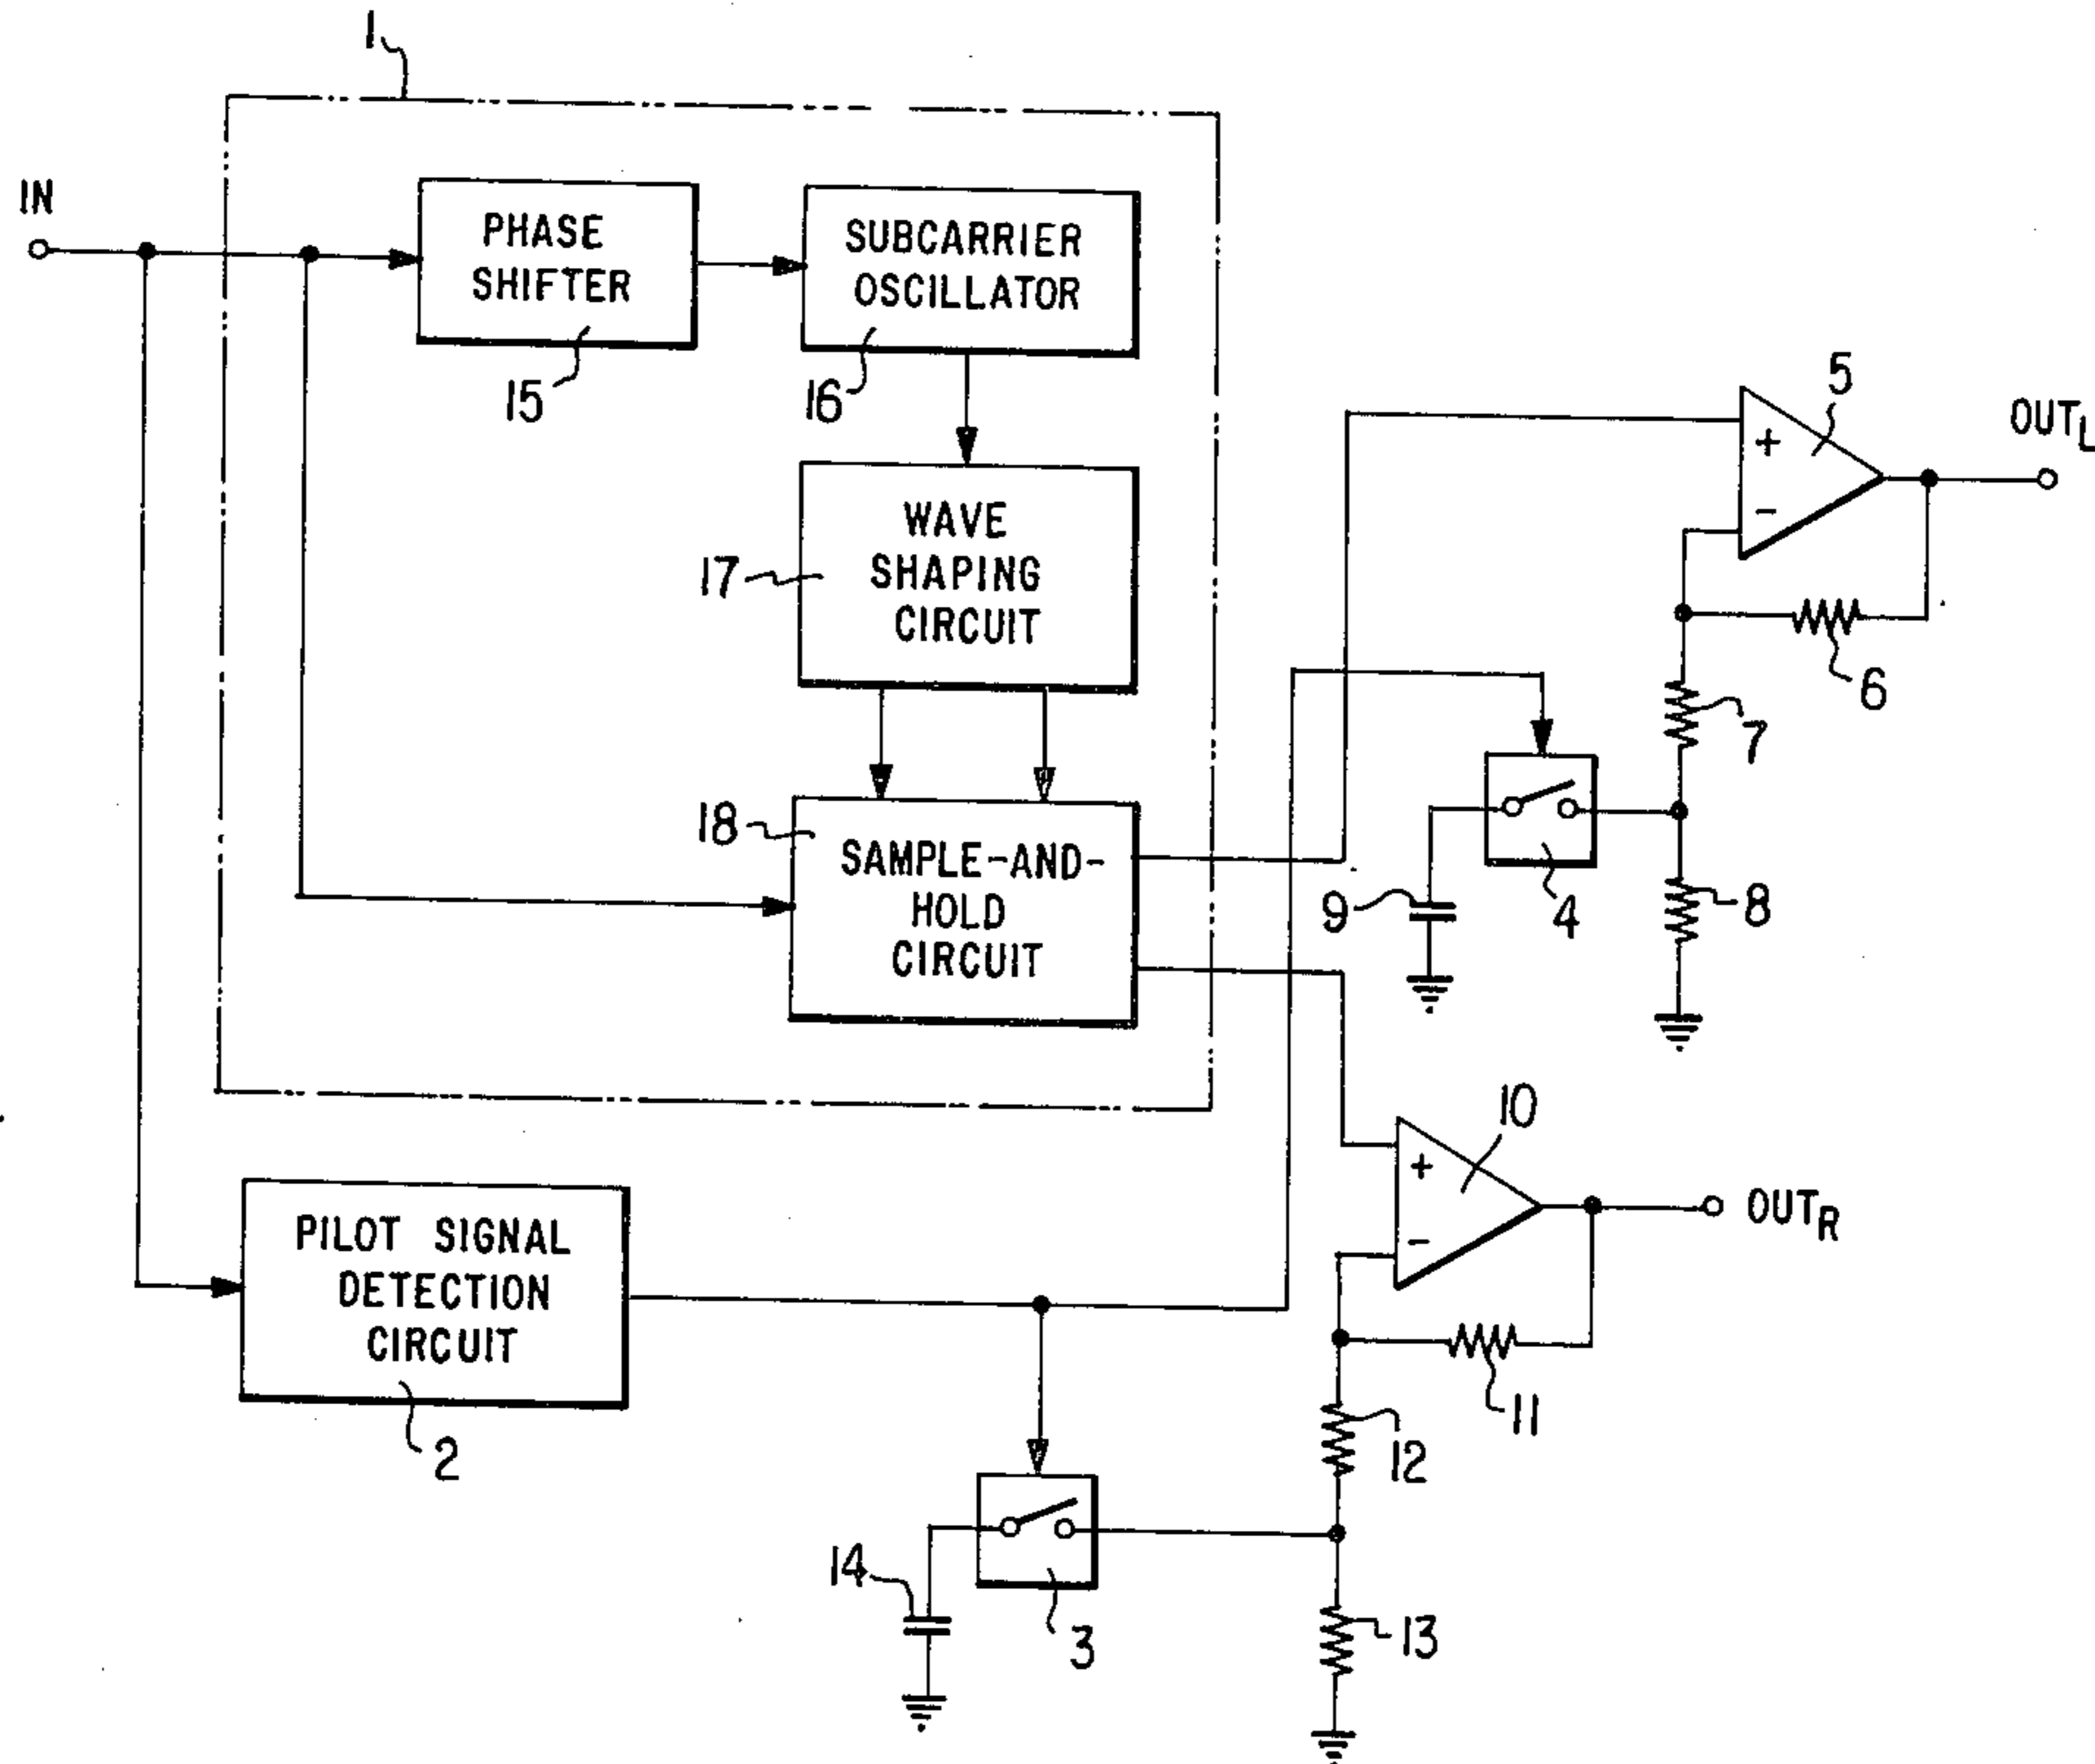 1
IN
PHASE
SHIFTER
15
SUBCARRIER
OSCILLATOR
16
WAVE
SHAPING
CIRCUIT
17
18
SAMPLE-AND-
HOLD
CIRCUIT
5
+
-
OUTL
6
7
4
9
8
10
+
-
OUTR
11
12
PILOT SIGNAL
DETECTION
CIRCUIT
2
14
3
13